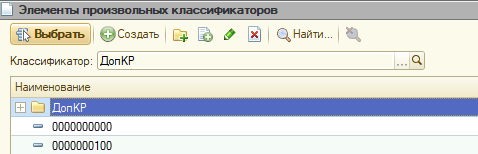 Элементы произвольных классификаторов
Выбрать Создать Найти...
Классификатор: ДопКР ...
Наименование
ДопКР
0000000000
0000000100